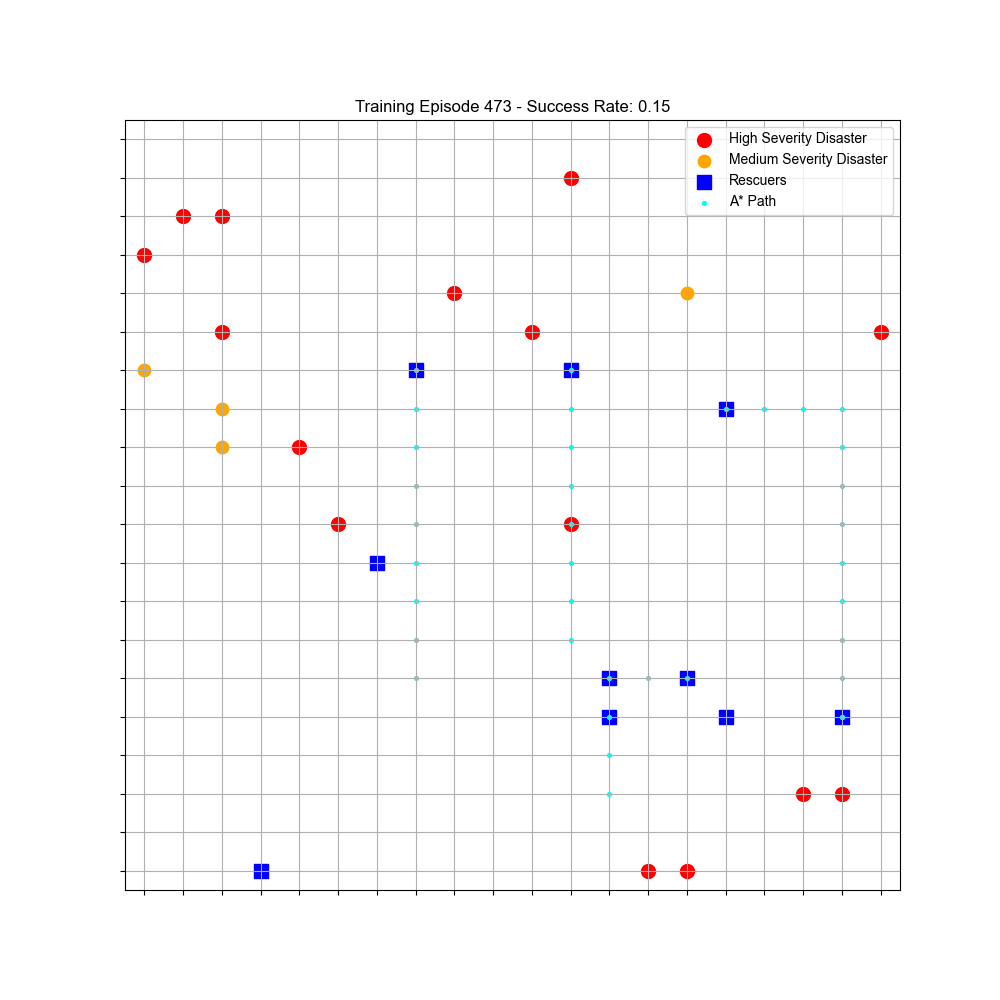 Training Episode 473 - Success Rate: 0.15
High Severity Disaster
Medium Severity Disaster
Rescuers
A* Path